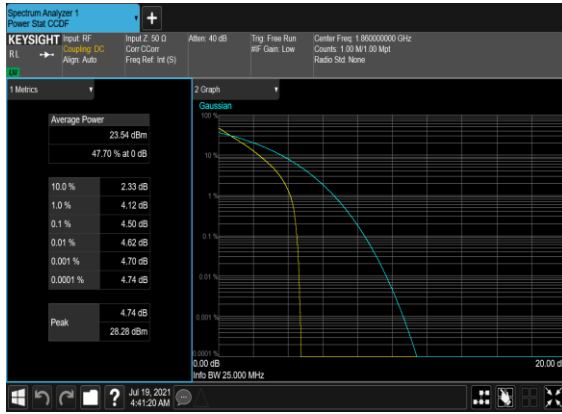 Spectrum Analyzer 1
Power Stat CCDF
KEYSIGHT
RL
LXI
Input: RF
Coupling: DC
Align: Auto
Input Z: 50 Ω
Corr CCorr
Freq Ref: Int (S)
Atten: 40 dB
Trig: Free Run
#IF Gain: Low
Center Freq: 1.860000000 GHz
Counts: 1.00 M/1.00 Mpt
Radio Std: None
1 Metrics
Average Power
23.54 dBm
47.70 % at 0 dB
10.0 % 2.33 dB
1.0 % 4.12 dB
0.1 % 4.50 dB
0.01 % 4.62 dB
0.001 % 4.70 dB
0.0001 % 4.74 dB
Peak 4.74 dB
28.28 dBm
2 Graph
Gaussian
100 %
10 %
1 %
0.1 %
0.01 %
0.001 %
0.0001 %
0.00 dB
20.00 d
Info BW 25.000 MHz
?
Jul 19, 2021
4:41:20 AM